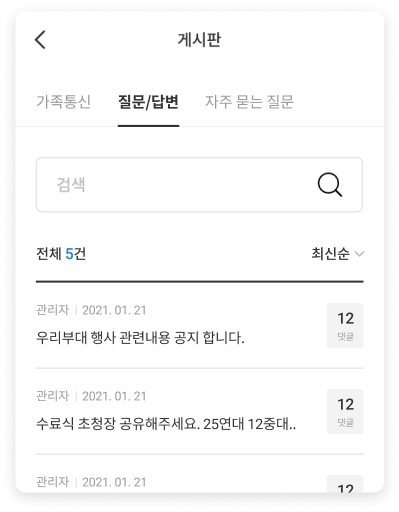 게시판
가족통신 질문/답변 자주 묻는 질문
검색
전체 5건 최신순
관리자 | 2021. 01. 21
우리부대 행사 관련내용 공지 합니다.
12
댓글
관리자 | 2021. 01. 21
수료식 초청장 공유해주세요. 25연대 12중대..
12
댓글
관리자 | 2021. 01. 21
12